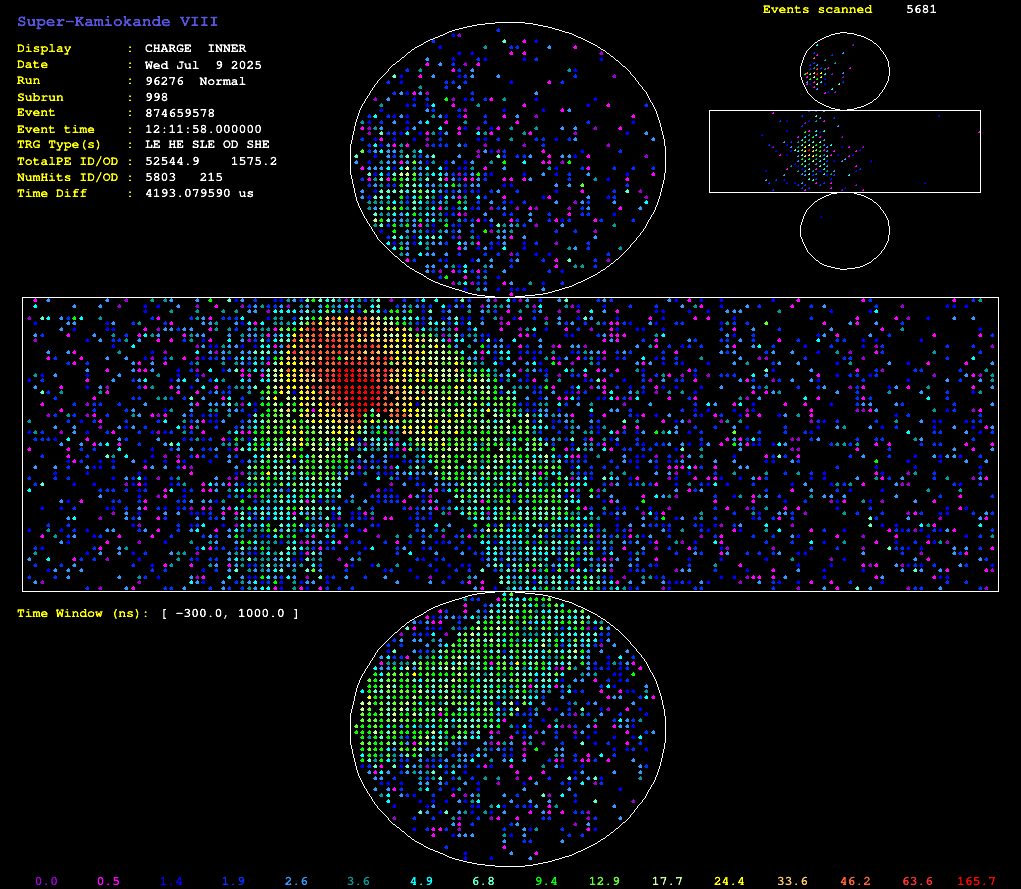 Super-Kamiokande VIII
Events scanned 5681
Display : CHARGE INNER
Date : Wed Jul 9 2025
Run : 96276 Normal
Subrun : 998
Event : 874659578
Event time : 12:11:58.000000
TRG Type(s) : LE HE SLE OD SHE
TotalPE ID/OD : 52544.9 1575.2
NumHits ID/OD : 5803 215
Time Diff : 4193.079590 us
Time Window (ns): [ -300.0, 1000.0 ]
0.0 0.5 1.4 1.9 2.6 3.6 4.9 6.8 9.4 12.9 17.7 24.4 33.6 46.2 63.6 165.7